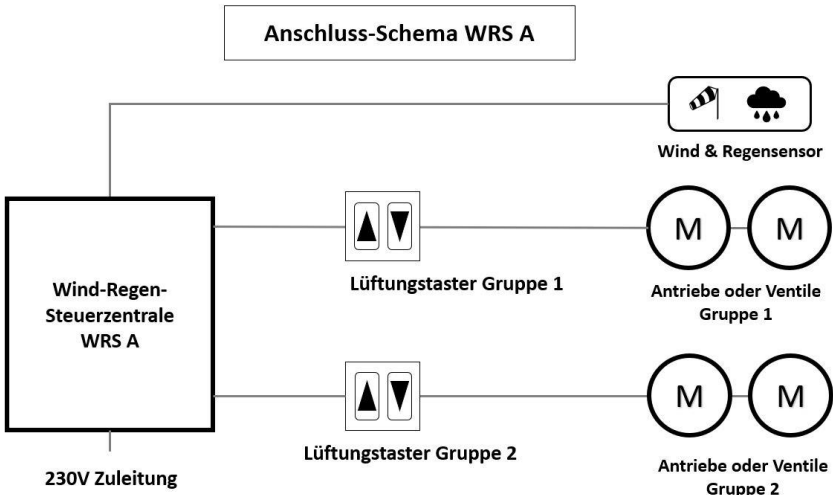 Anschluss-Schema WRS A
Wind & Regensensor
M M
Lüftungstaster Gruppe 1
Antriebe oder Ventile
Gruppe 1
Wind-Regen-
Steuerzentrale
WRS A
M M
Lüftungstaster Gruppe 2
Antriebe oder Ventile
Gruppe 2
230V Zuleitung